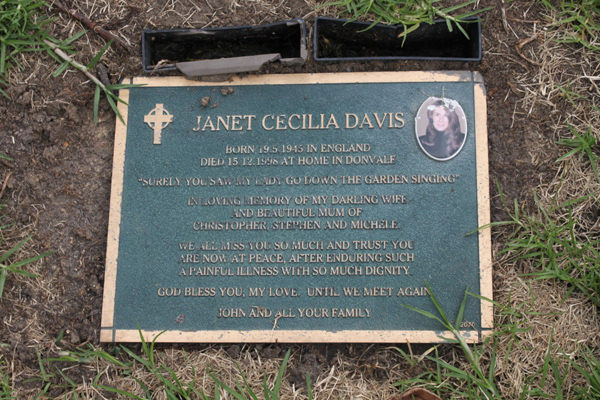 JANET CECILIA DAVIS
BORN 19.5.1945 IN ENGLAND
DIED 15.12.1998 AT HOME IN DONVALE
"SURELY YOU SAW MY LADY GO DOWN THE GARDEN SINGING"
IN LOVING MEMORY OF MY DARLING WIFE
AND BEAUTIFUL MUM OF
CHRISTOPHER, STEPHEN AND MICHELE
WE ALL MISS YOU SO MUCH AND TRUST YOU
ARE NOW AT PEACE, AFTER ENDURING SUCH
A PAINFUL ILLNESS WITH SO MUCH DIGNITY
GOD BLESS YOU, MY LOVE UNTIL WE MEET AGAIN
JOHN AND ALL YOUR FAMILY